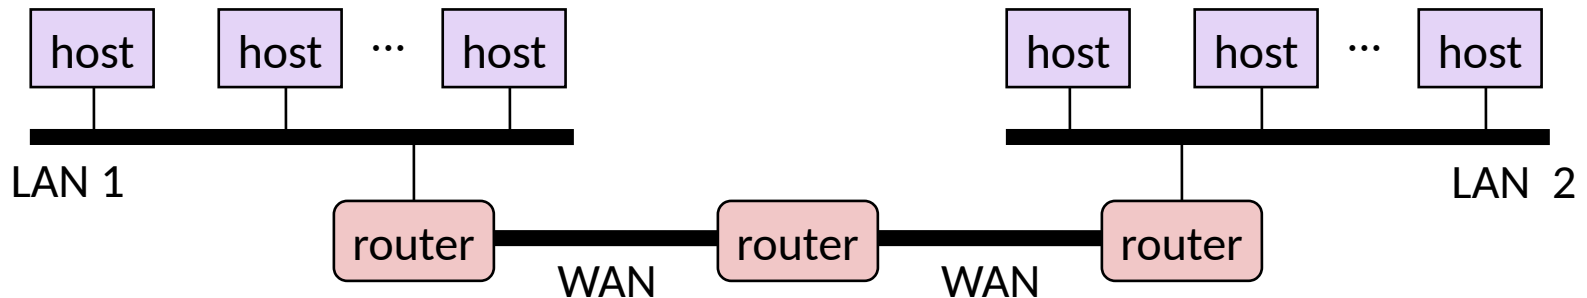 host host ... host host host ... host
LAN 1 LAN 2
router router router
WAN WAN